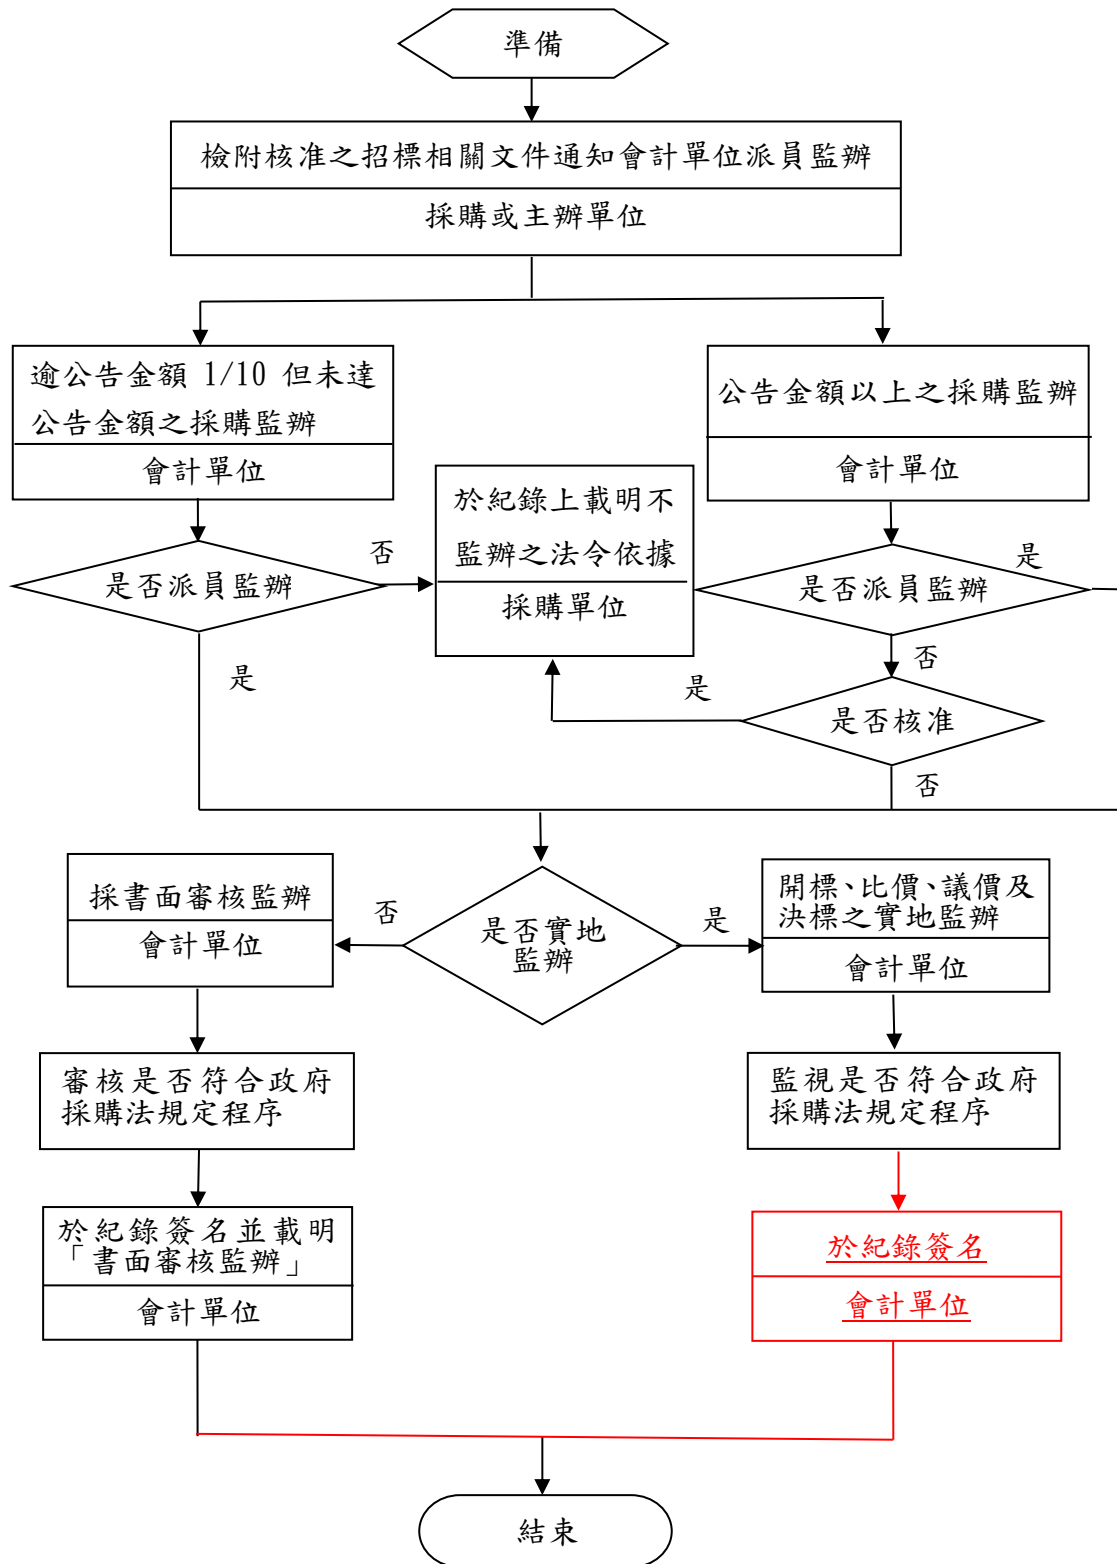 準備
檢附核准之招標相關文件通知會計單位派員監辦
採購或主辦單位
逾公告金額 1/10 但未達
公告金額之採購監辦
會計單位
公告金額以上之採購監辦
會計單位
於紀錄上載明不
監辦之法令依據
採購單位
是否派員監辦
否
是
是否派員監辦
是
否
是否核准
是
否
是否實地
監辦
否
是
採書面審核監辦
會計單位
開標、比價、議價及
決標之實地監辦
會計單位
審核是否符合政府
採購法規定程序
監視是否符合政府
採購法規定程序
於紀錄簽名並載明
「書面審核監辦」
會計單位
於紀錄簽名
會計單位
結束